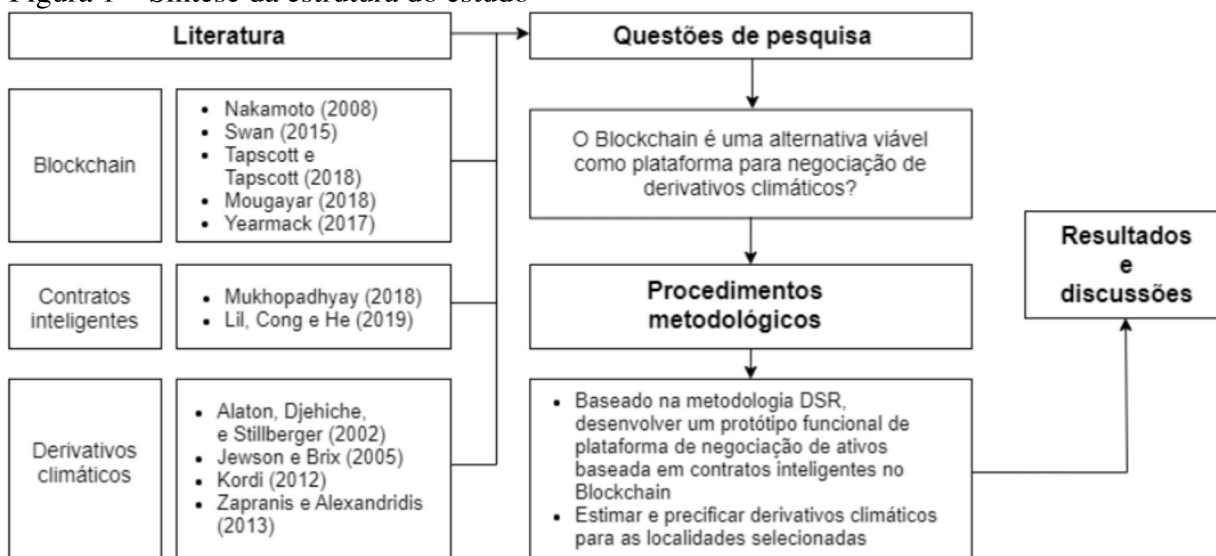 Figura 1 – Síntese da estrutura do estudo
Literatura
Blockchain
• Nakamoto (2008)
• Swan (2015)
• Tapscott e
Tapscott (2018)
• Mougayar (2018)
• Yearmack (2017)
Contratos
inteligentes
• Mukhopadhyay (2018)
• Lil, Cong e He (2019)
Derivativos
climáticos
• Alaton, Djehiche,
e Stillberger (2002)
• Jewson e Brix (2005)
• Kordi (2012)
• Zapranis e Alexandridis
(2013)
Questões de pesquisa
O Blockchain é uma alternativa viável
como plataforma para negociação de
derivativos climáticos?
Procedimentos
metodológicos
• Baseado na metodologia DSR,
desenvolver um protótipo funcional de
plataforma de negociação de ativos
baseada em contratos inteligentes no
Blockchain
• Estimar e precificar derivativos climáticos
para as localidades selecionadas
Resultados
e
discussões